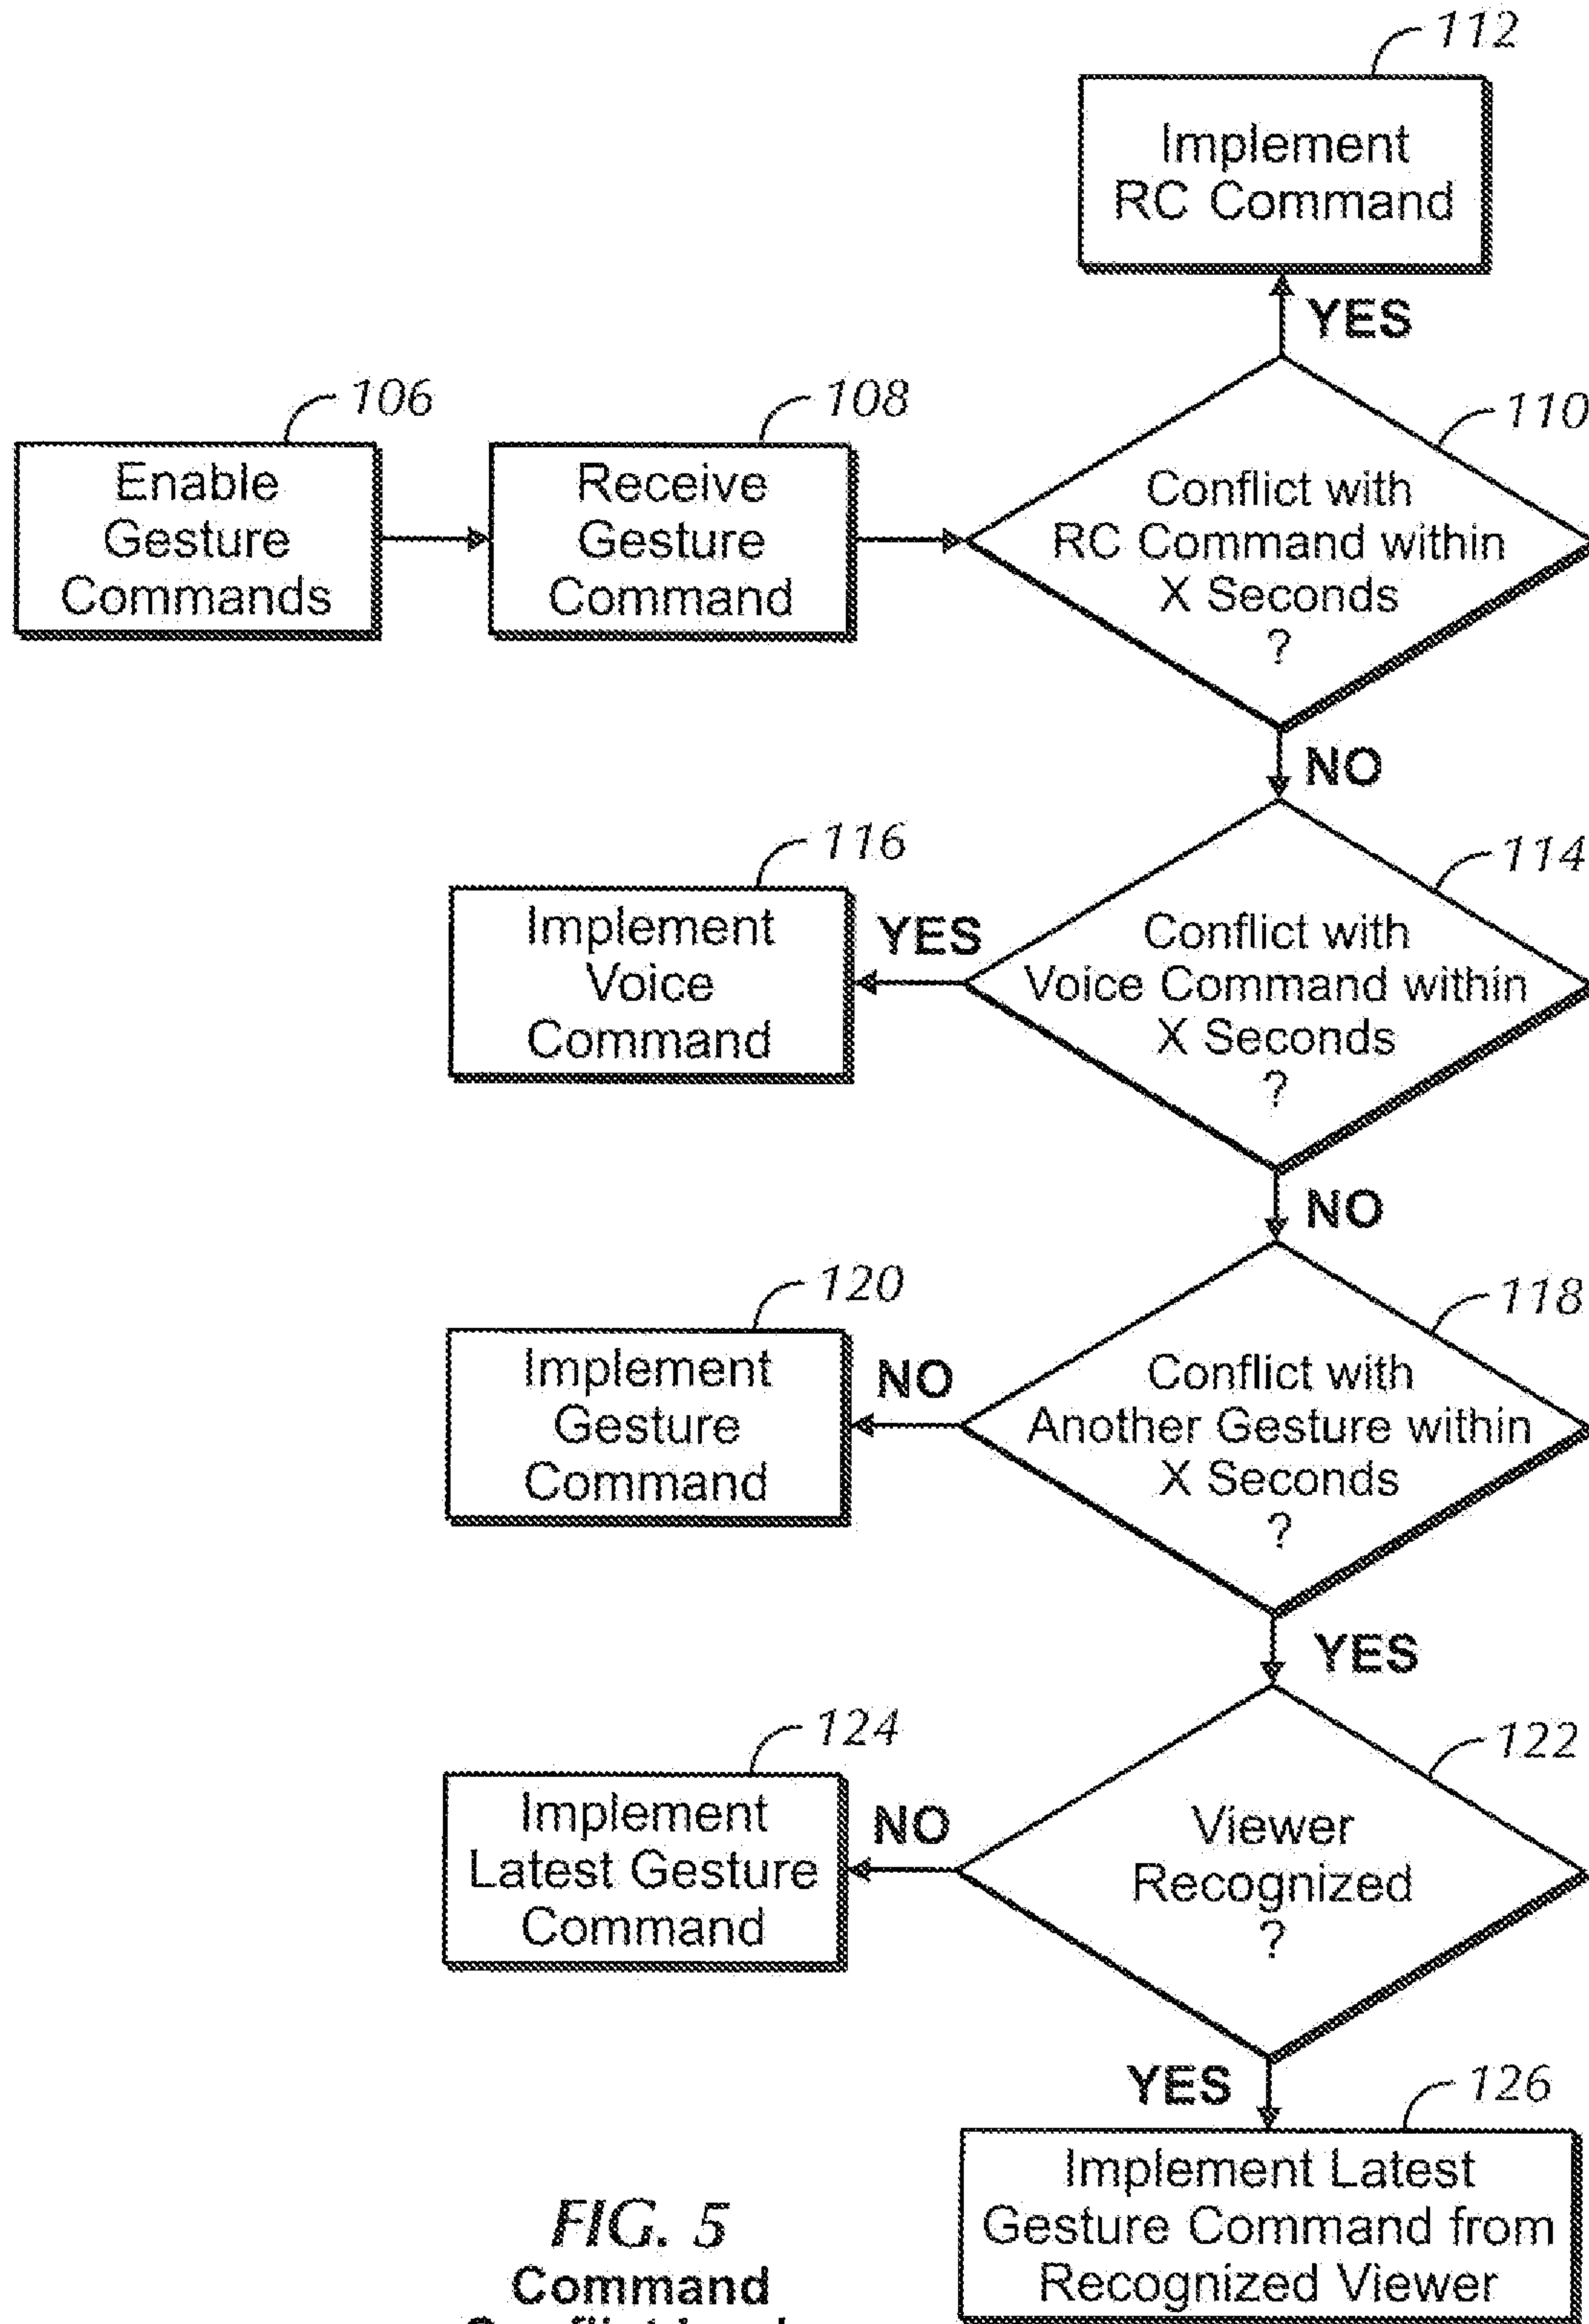 112
Implement
RC Command
YES
106
Enable
Gesture
Commands
108
Receive
Gesture
Command
110
Conflict with
RC Command within
X Seconds
?
NO
116
Implement
Voice
Command
YES
114
Conflict with
Voice Command within
X Seconds
?
NO
120
Implement
Gesture
Command
NO
118
Conflict with
Another Gesture within
X Seconds
?
YES
124
Implement
Latest Gesture
Command
NO
122
Viewer
Recognized
?
YES
126
Implement Latest
Gesture Command from
Recognized Viewer
FIG. 5
Command